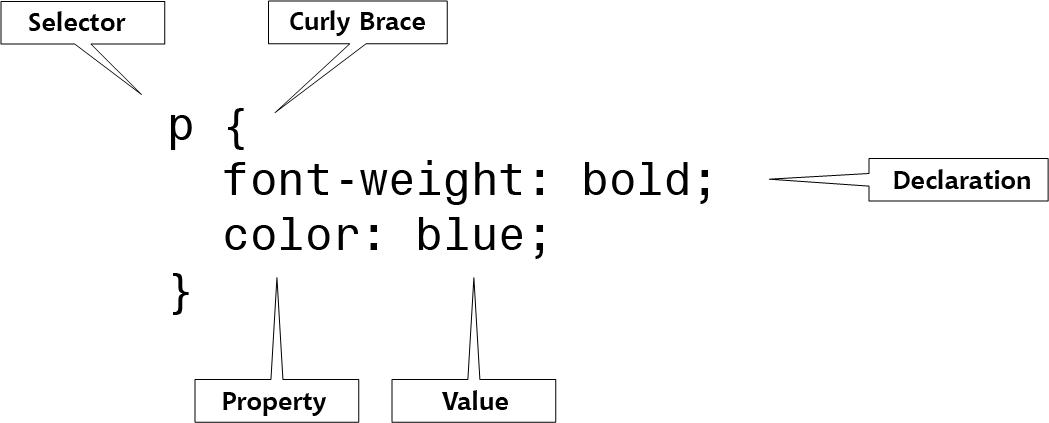 Selector
Curly Brace
p {
font-weight: bold;
Declaration
color: blue;
}
Property
Value